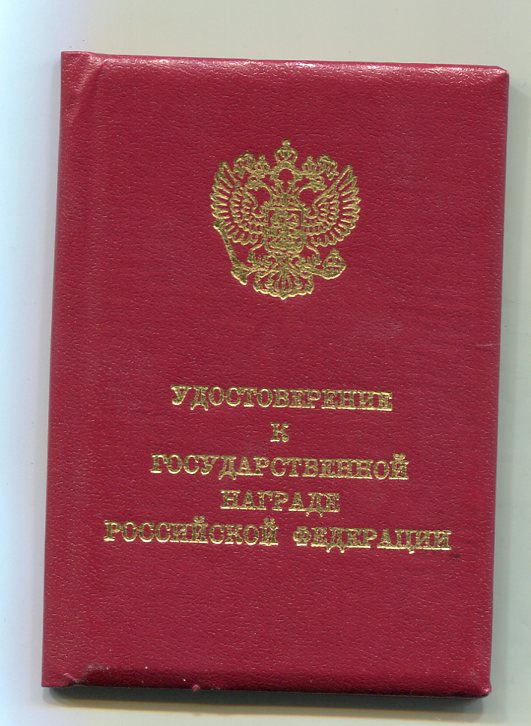 УДОСТОВЕРЕНИЕ
К
ГОСУДАРСТВЕННОЙ
НАГРАДЕ
РОССИЙСКОЙ ФЕДЕРАЦИИ